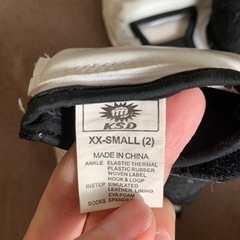 KSD
XX-SMALL (2)
MADE IN CHINA
ANKLE ELASTIC THERMAL
PLASTIC RUBBER
WOVEN LABEL
HOOK & LOOP
INSTEP SIMULATED
LEATHER LINING
EVA FOAM
SOCKS